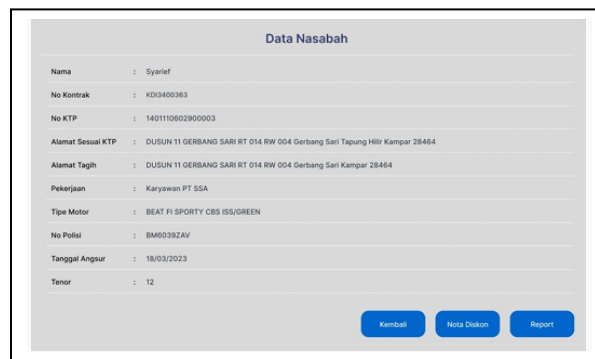 Data Nasabah
Nama : Syarief
No Kontrak : KDI3400363
No KTP : 1401110602900003
Alamat Sesuai KTP : DUSUN 11 GERBANG SARI RT 014 RW 004 Gerbang Sari Tapung Hilir Kampar 28464
Alamat Tagih : DUSUN 11 GERBANG SARI RT 014 RW 004 Gerbang Sari Kampar 28464
Pekerjaan : Karyawan PT SSA
Tipe Motor : BEAT FI SPORTY CBS ISS/GREEN
No Polisi : BM6039ZAV
Tanggal Angsur : 18/03/2023
Tenor : 12
Kembali Nota Diskon Report